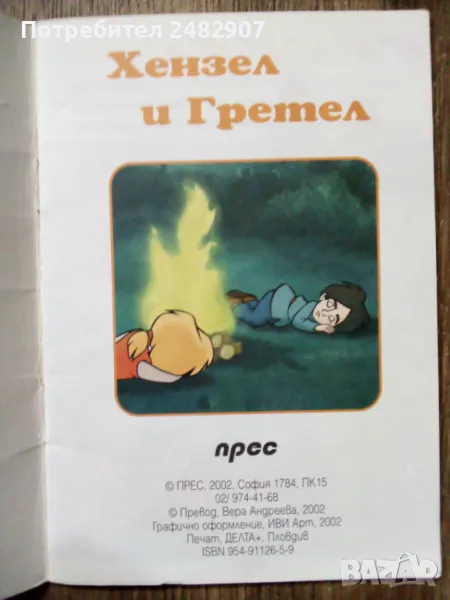 Потребител 2482907
Хензел
и Гретел
прес
© ПРЕС, 2002, София 1784, ПК15
02/ 974-41-68
© Превод, Вера Андреева, 2002
Графично оформление, ИВИ Арт, 2002
Печат, ДЕЛТА+, Пловдив
ISBN 954-91126-5-9
BAZAR